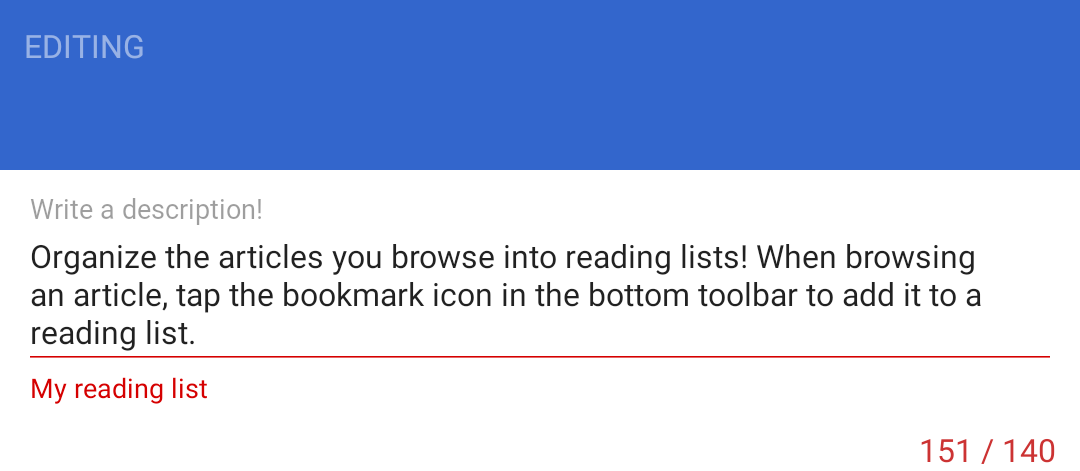 EDITING
Write a description!
Organize the articles you browse into reading lists! When browsing
an article, tap the bookmark icon in the bottom toolbar to add it to a
reading list.
My reading list
151 / 140